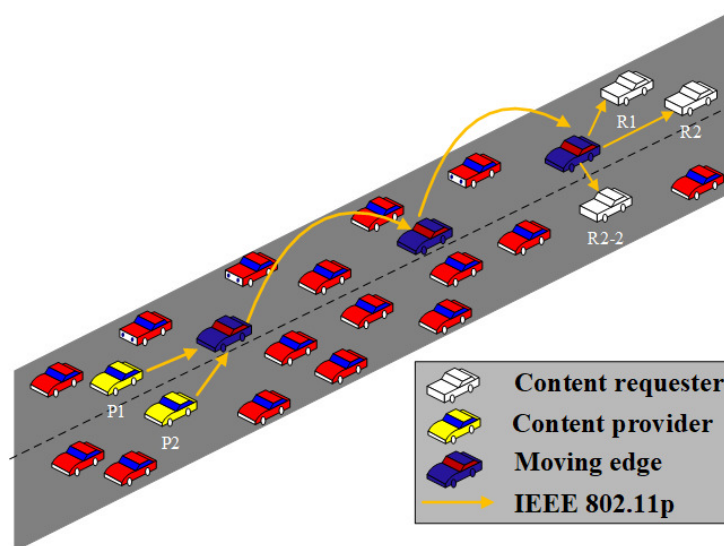 R1
R2
R2-2
P1
P2
Content requester
Content provider
Moving edge
IEEE 802.11p